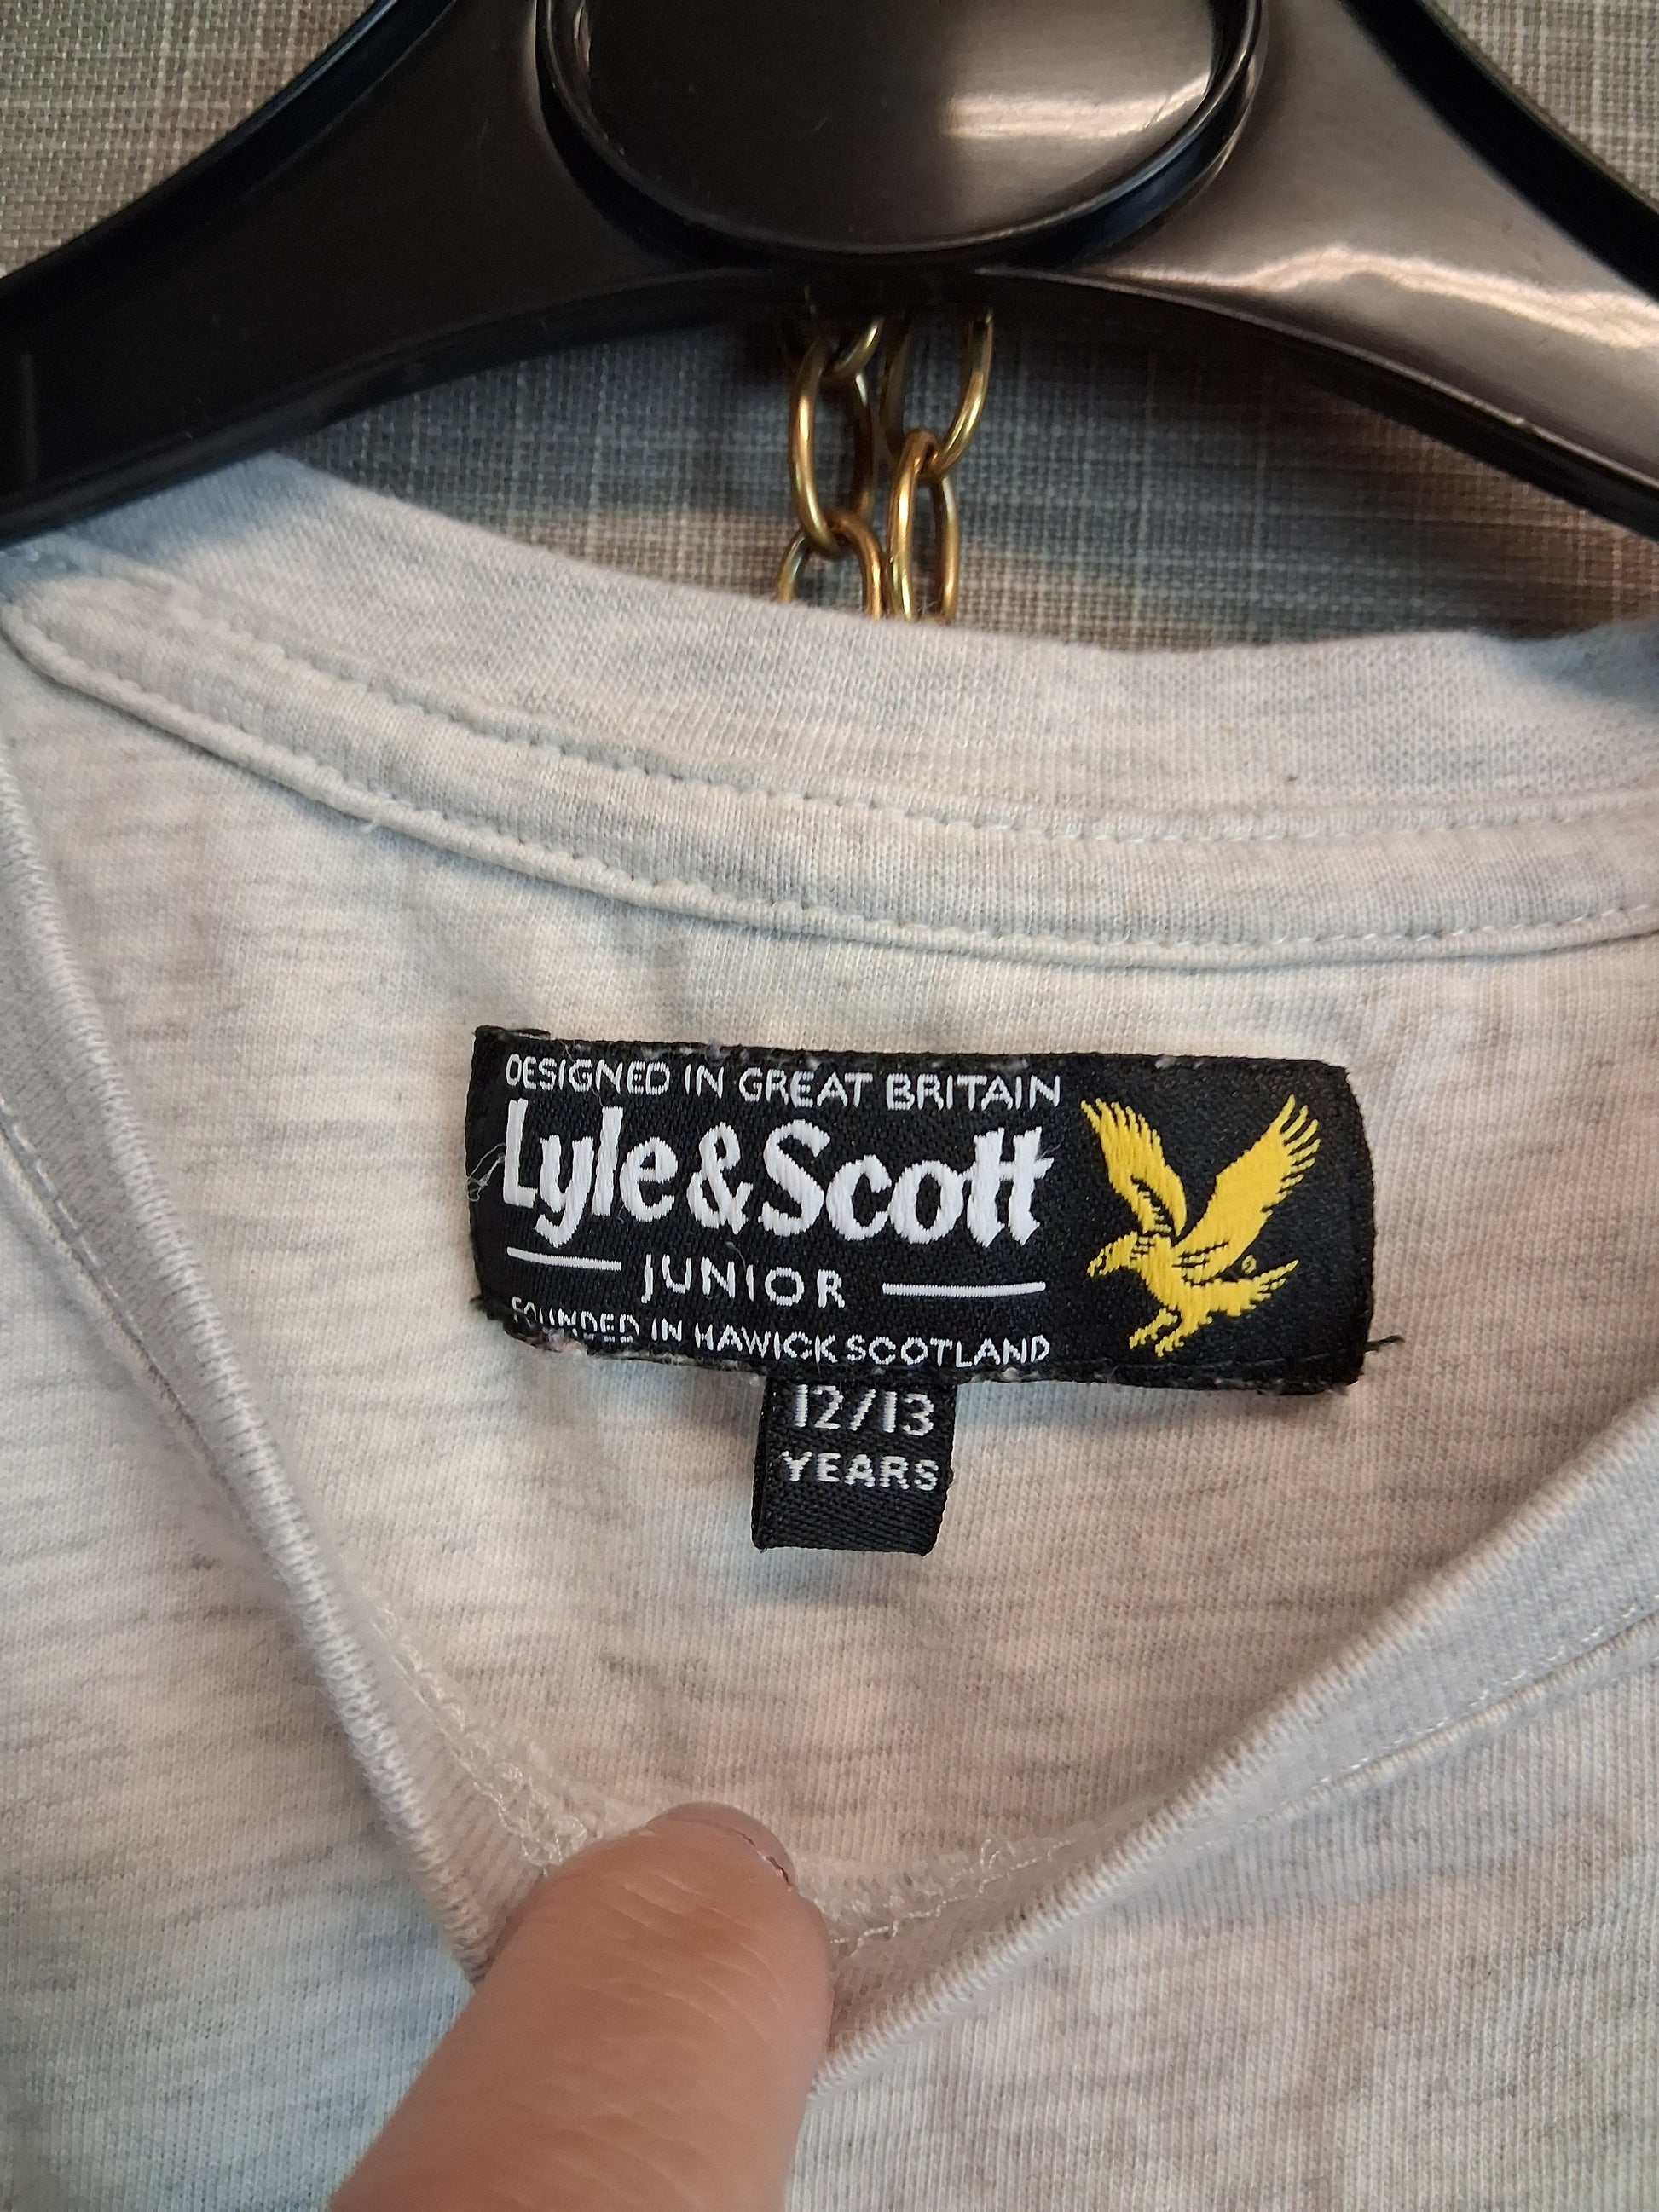 DESIGNED IN GREAT BRITAIN
Lyle&Scott
JUNIOR
FOUNDED IN HAWICK SCOTLAND
12/13
YEARS